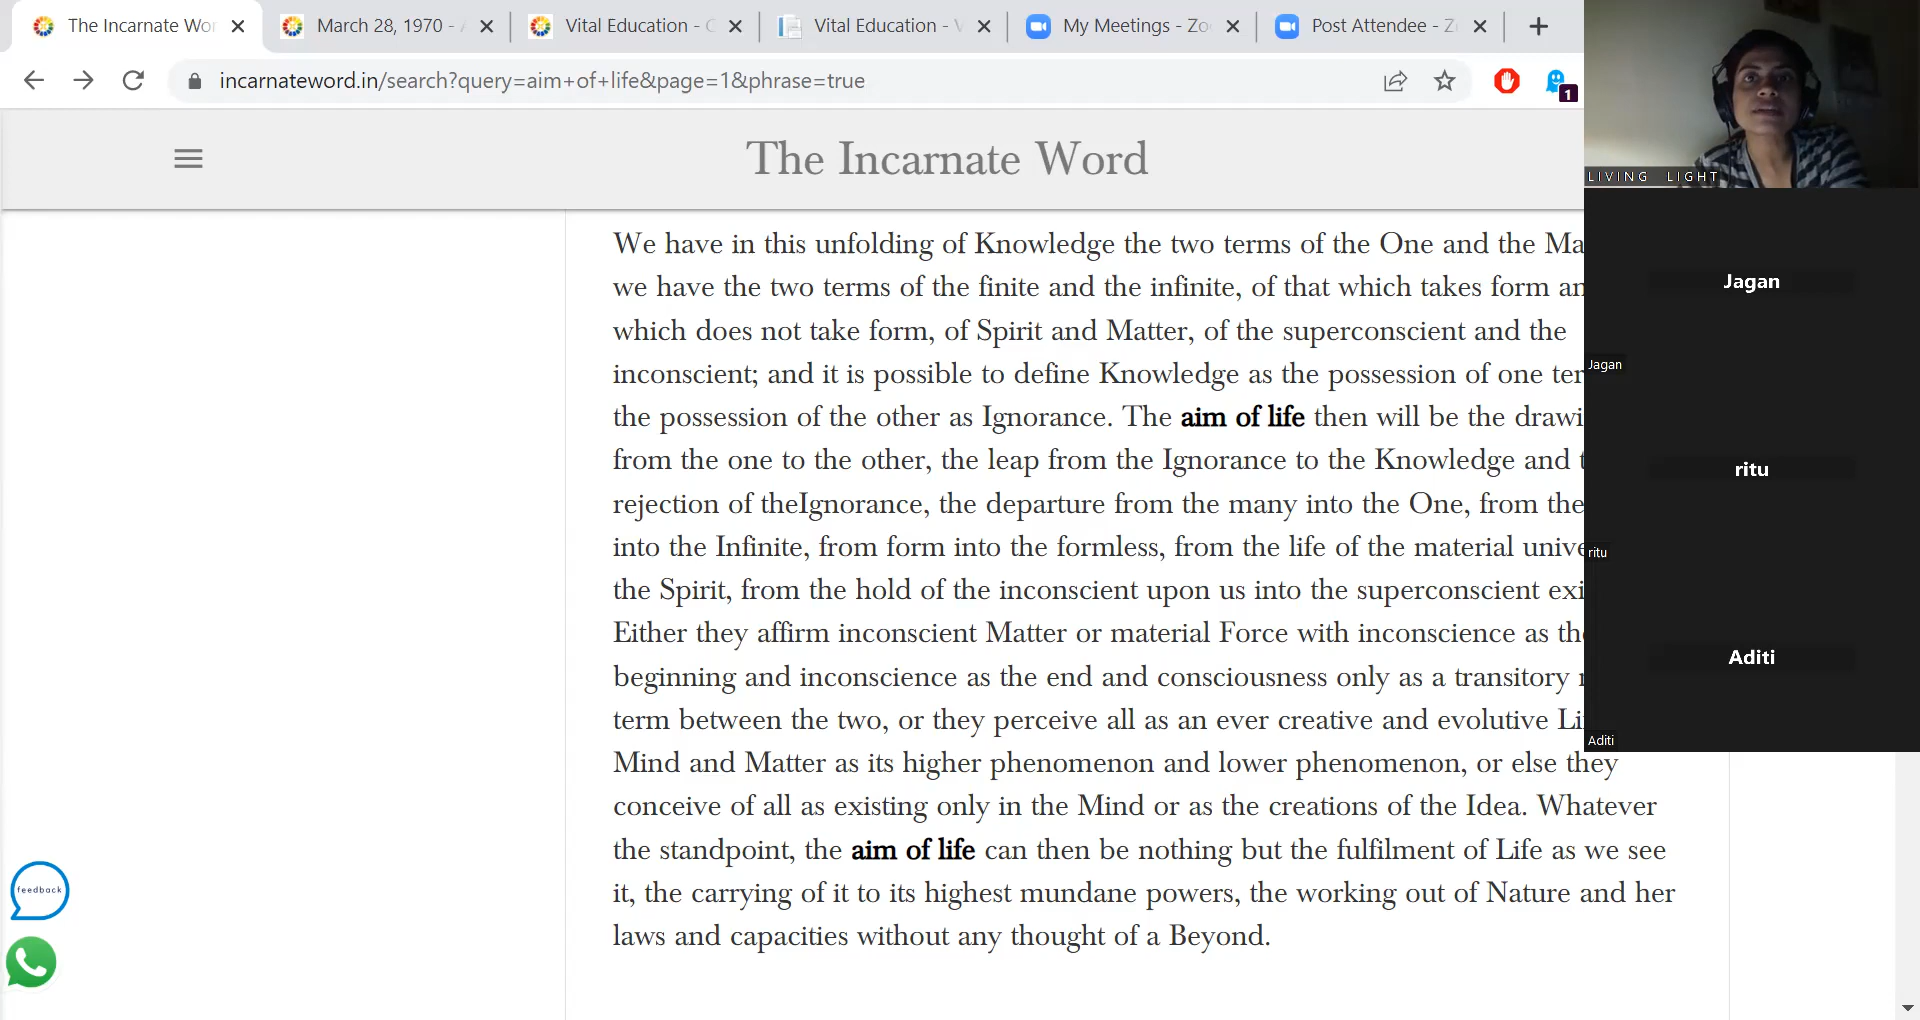 The Incarnate Wor
March 28, 1970 -
Vital Education -
Vital Education -
My Meetings - Zo
Post Attendee - Z
incarnateword.in/search?query=aim+of+life&page=1&phrase=true
1
The Incarnate Word
LIVING LIGHT
We have in this unfolding of Knowledge the two terms of the One and the Ma
we have the two terms of the finite and the infinite, of that which takes form an
which does not take form, of Spirit and Matter, of the superconscient and the
inconscient; and it is possible to define Knowledge as the possession of one ter
the possession of the other as Ignorance. The aim of life then will be the drawi
from the one to the other, the leap from the Ignorance to the Knowledge and t
rejection of theIgnorance, the departure from the many into the One, from the
into the Infinite, from form into the formless, from the life of the material unive
the Spirit, from the hold of the inconscient upon us into the superconscient exi
Either they affirm inconscient Matter or material Force with inconscience as the
beginning and inconscience as the end and consciousness only as a transitory
term between the two, or they perceive all as an ever creative and evolutive Li
Mind and Matter as its higher phenomenon and lower phenomenon, or else they
conceive of all as existing only in the Mind or as the creations of the Idea. Whatever
the standpoint, the aim of life can then be nothing but the fulfilment of Life as we see
it, the carrying of it to its highest mundane powers, the working out of Nature and her
laws and capacities without any thought of a Beyond.
Jagan
Jagan
ritu
ritu
Aditi
Aditi
feedback